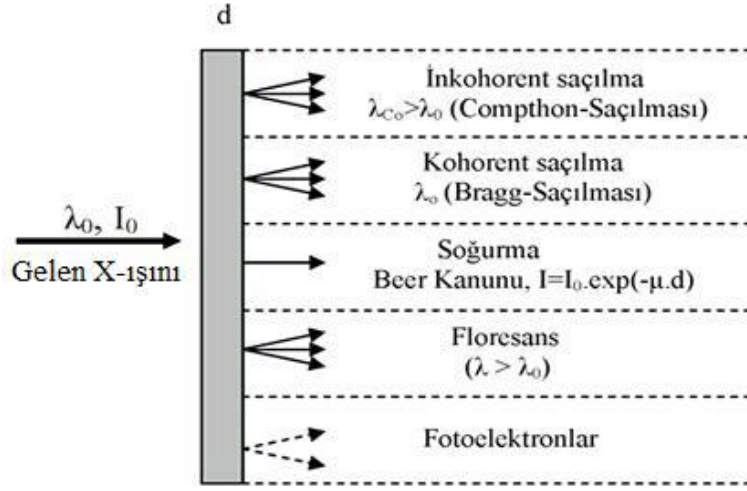 d
İnkohorent saçılma
λCo>λ0 (Compthon-Saçılması)
Kohorent saçılma
λo (Bragg-Saçılması)
λ0, I0
Gelen X-ışını
Soğurma
Beer Kanunu, I=I0.exp(-μ.d)
Floresans
(λ > λ0)
Fotoelektronlar